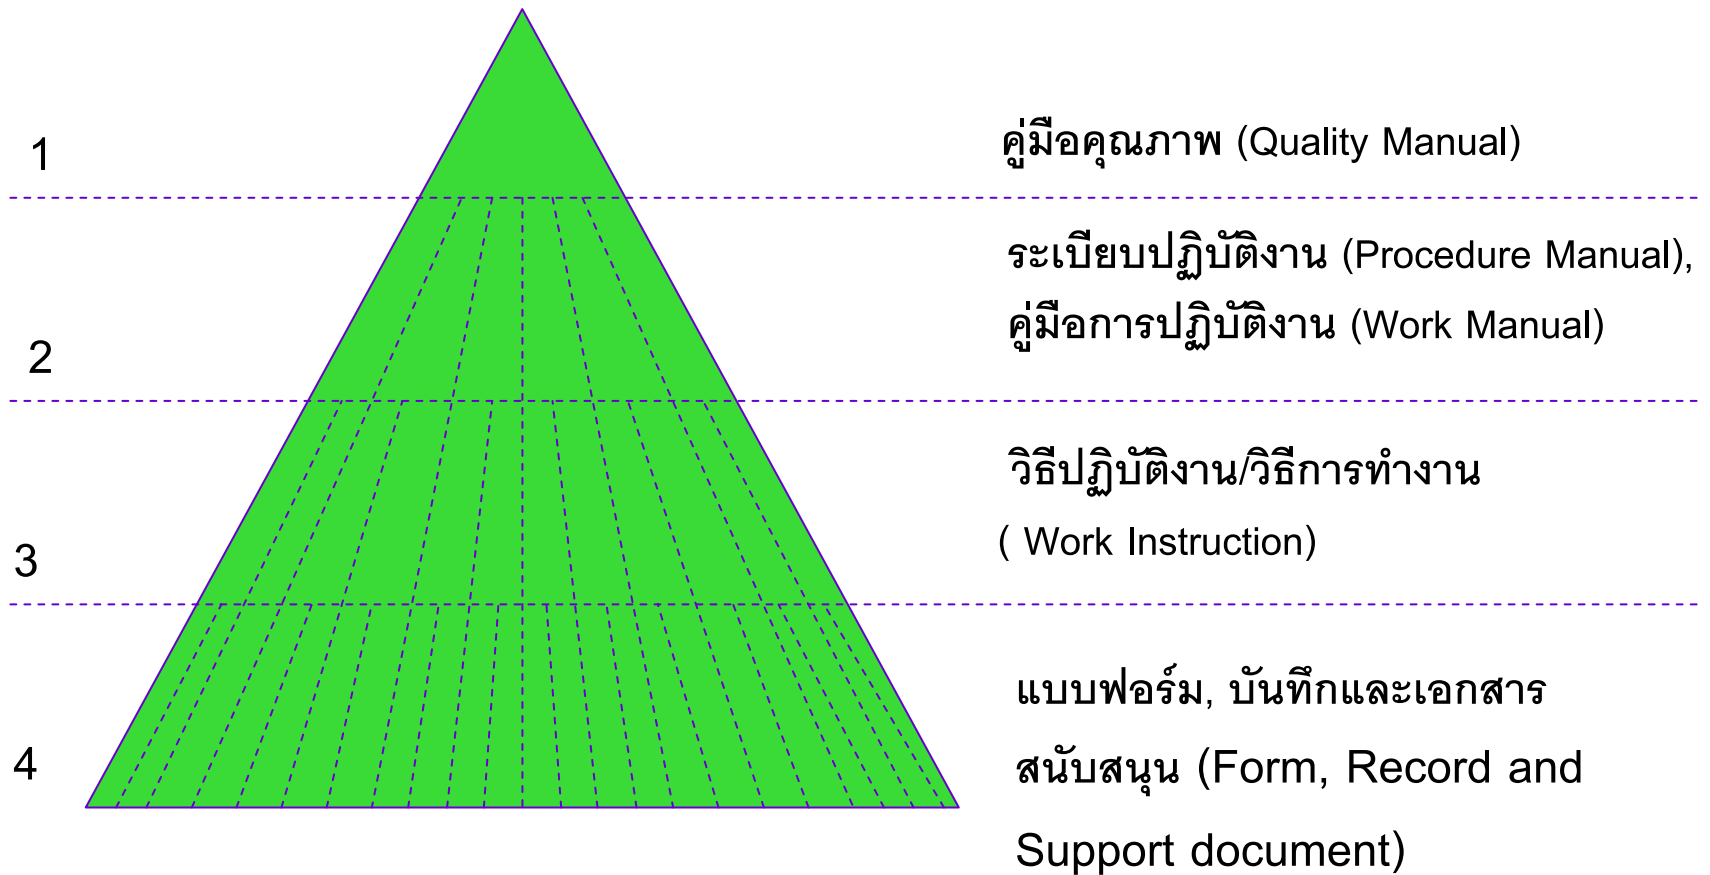 1
คู่มือคุณภาพ (Quality Manual)
ระเบียบปฏิบัติงาน (Procedure Manual),
คู่มือการปฏิบัติงาน (Work Manual)
2
วิธีปฏิบัติงาน/วิธีการทำงาน
( Work Instruction)
3
แบบฟอร์ม, บันทึกและเอกสาร
สนับสนุน (Form, Record and
4
Support document)